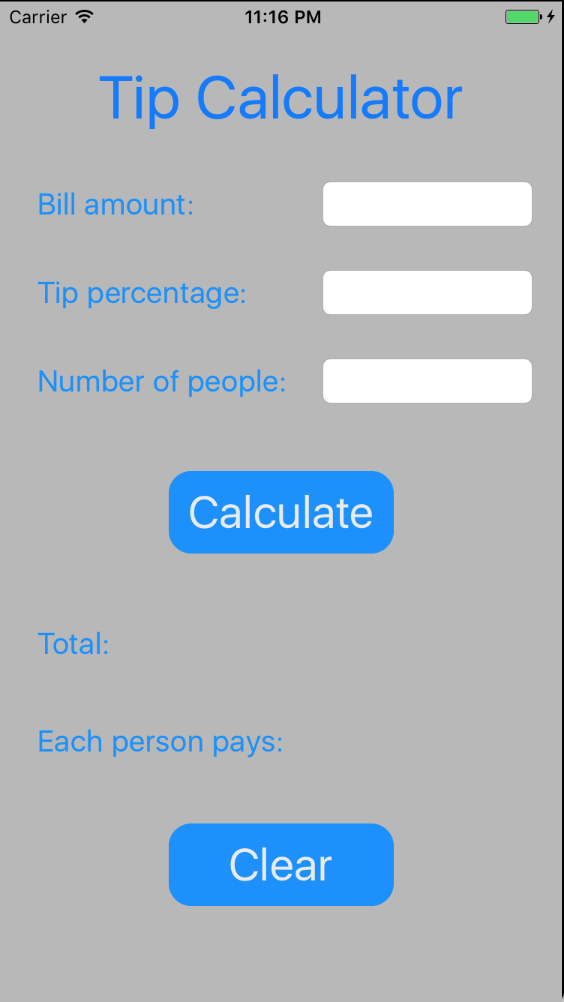 Carrier 11:16 PM
Tip Calculator
Bill amount:
Tip percentage:
Number of people:
Calculate
Total:
Each person pays:
Clear